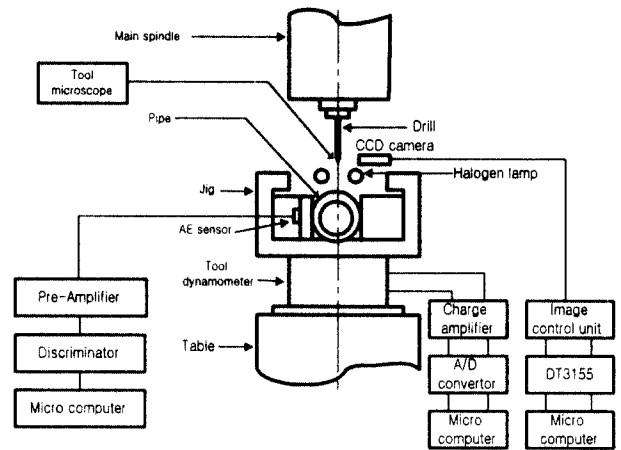 Main spindle
Tool
microscope
Pipe
Drill
CCD camera
Halogen lamp
Jig
AE sensor
Tool
dynamometer
Pre-Amplifier
Discriminator
Micro computer
Table
Charge
amplifier
A/D
convertor
Micro
computer
Image
control unit
DT3155
Micro
computer